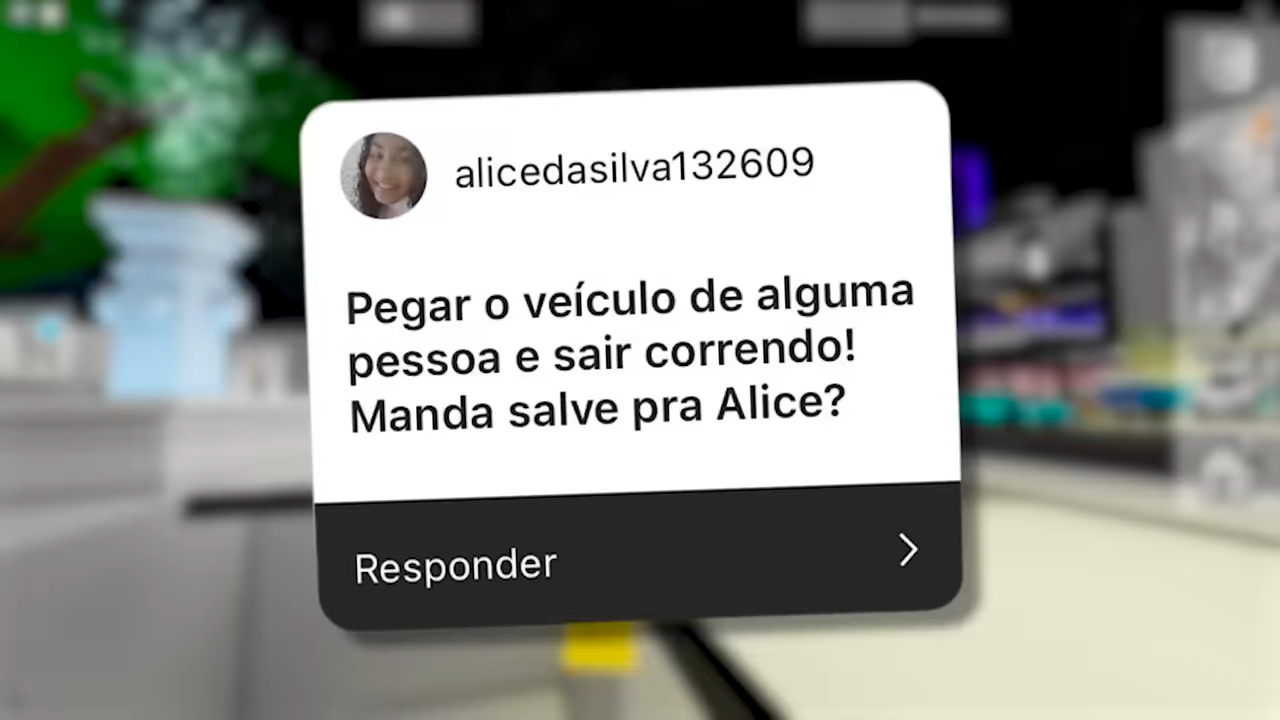 alicedasilva132609
Pegar o veículo de alguma
pessoa e sair correndo!
Manda salve pra Alice?
Responder